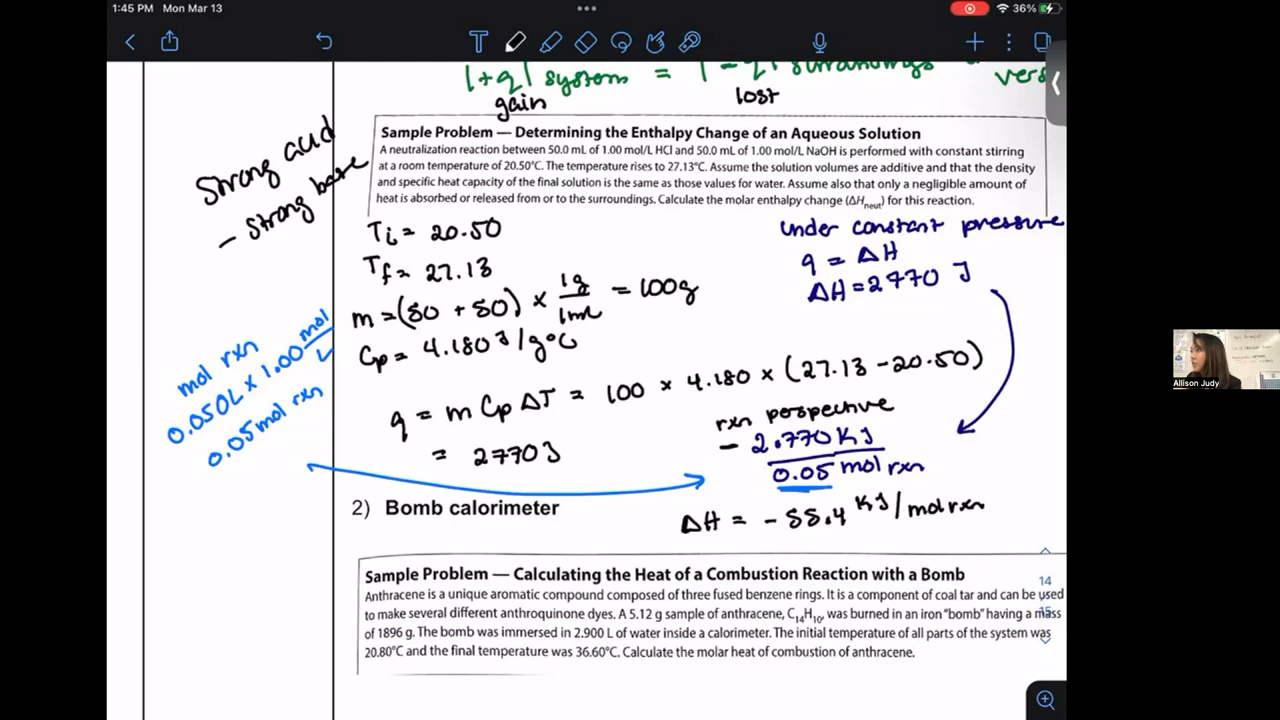 1:45 PM Mon Mar 13
36%
|+q| system = |-q| surroundings
vers
gain
lost
Strong acid
- strong base
Sample Problem — Determining the Enthalpy Change of an Aqueous Solution
A neutralization reaction between 50.0 mL of 1.00 mol/L HCl and 50.0 mL of 1.00 mol/L NaOH is performed with constant stirring
at a room temperature of 20.50°C. The temperature rises to 27.13°C. Assume the solution volumes are additive and that the density
and specific heat capacity of the final solution is the same as those values for water. Assume also that only a negligible amount of
heat is absorbed or released from or to the surroundings. Calculate the molar enthalpy change (ΔHneut) for this reaction.
Ti = 20.50
Tf = 27.13
m = (50 + 50) × 1g/1mL = 100g
Cp = 4.180 J/g°C
under constant pressure
q = ΔH
ΔH = 2770 J
mol rxn
0.050L × 1.00 mol/L
0.05 mol rxn
q = m Cp ΔT = 100 × 4.180 × (27.13 - 20.50)
= 2770J
rxn perspective
- 2.770 KJ
0.05 mol rxn
ΔH = - 55.4 KJ/mol rxn
2) Bomb calorimeter
Sample Problem — Calculating the Heat of a Combustion Reaction with a Bomb
Anthracene is a unique aromatic compound composed of three fused benzene rings. It is a component of coal tar and can be used
to make several different anthroquinone dyes. A 5.12 g sample of anthracene, C14H10, was burned in an iron "bomb" having a mass
of 1896 g. The bomb was immersed in 2.900 L of water inside a calorimeter. The initial temperature of all parts of the system was
20.80°C and the final temperature was 36.60°C. Calculate the molar heat of combustion of anthracene.
14
15
Allison Judy